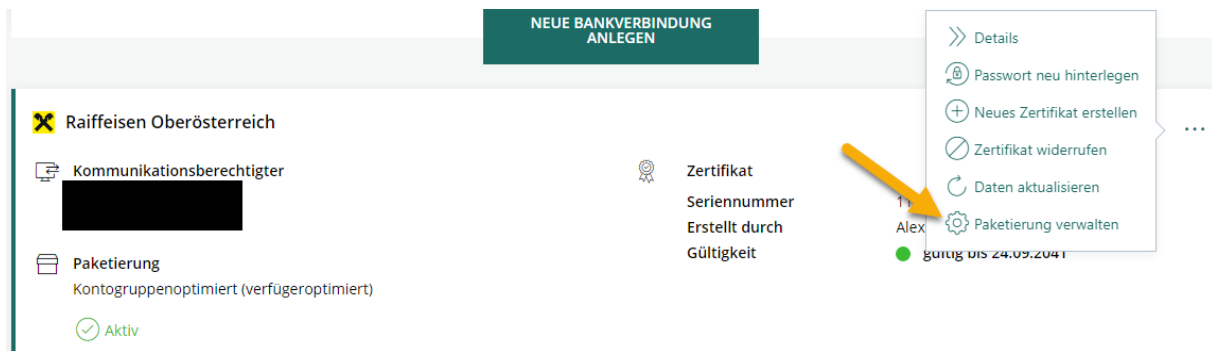 NEUE BANKVERBINDUNG
ANLEGEN
Details
Passwort neu hinterlegen
Neues Zertifikat erstellen
Zertifikat widerrufen
Daten aktualisieren
Paketierung verwalten
Raiffeisen Oberösterreich
Kommunikationsberechtigter
Paketierung
Kontogruppenoptimiert (verfügeroptimiert)
Aktiv
Zertifikat
Seriennummer 11
Erstellt durch Alex
Gültigkeit gültig bis 24.09.2041